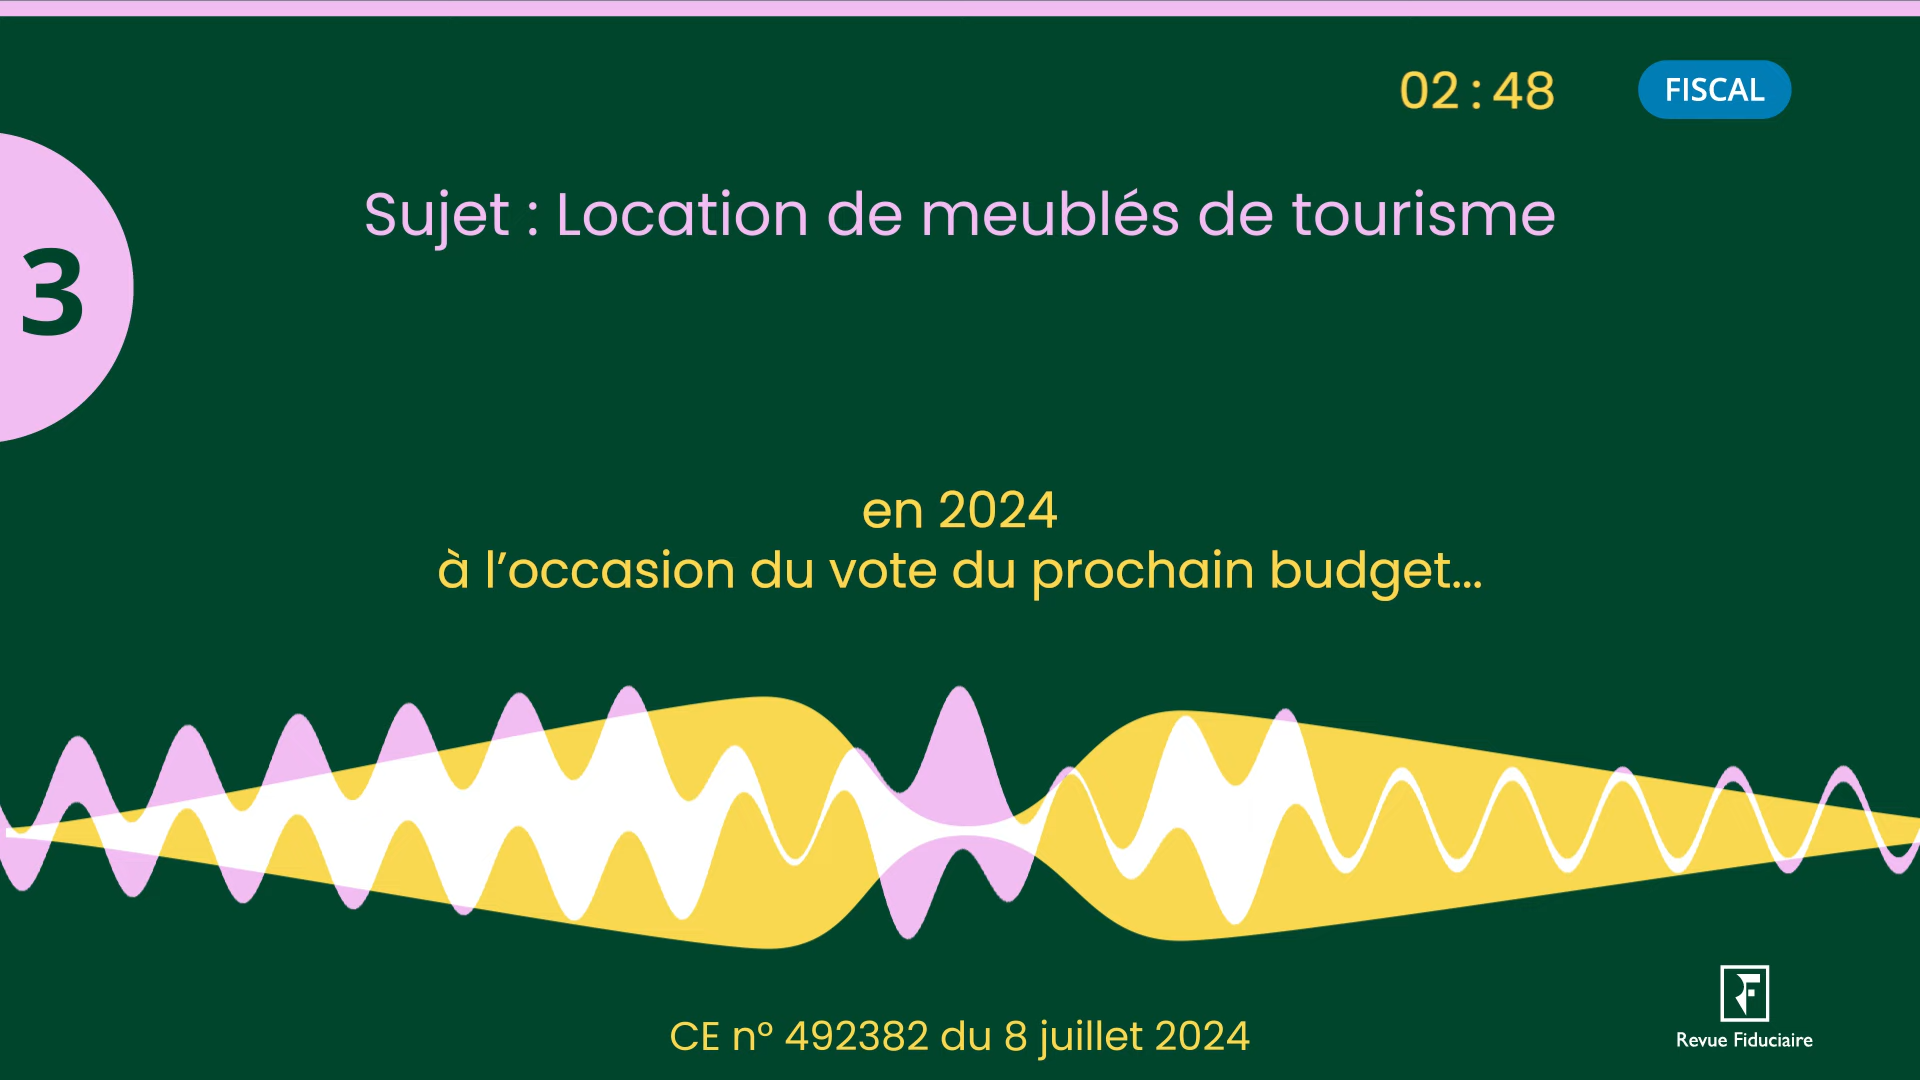 02 : 48
FISCAL
Sujet : Location de meublés de tourisme
3
en 2024
à l’occasion du vote du prochain budget...
CE n° 492382 du 8 juillet 2024
RF
Revue Fiduciaire